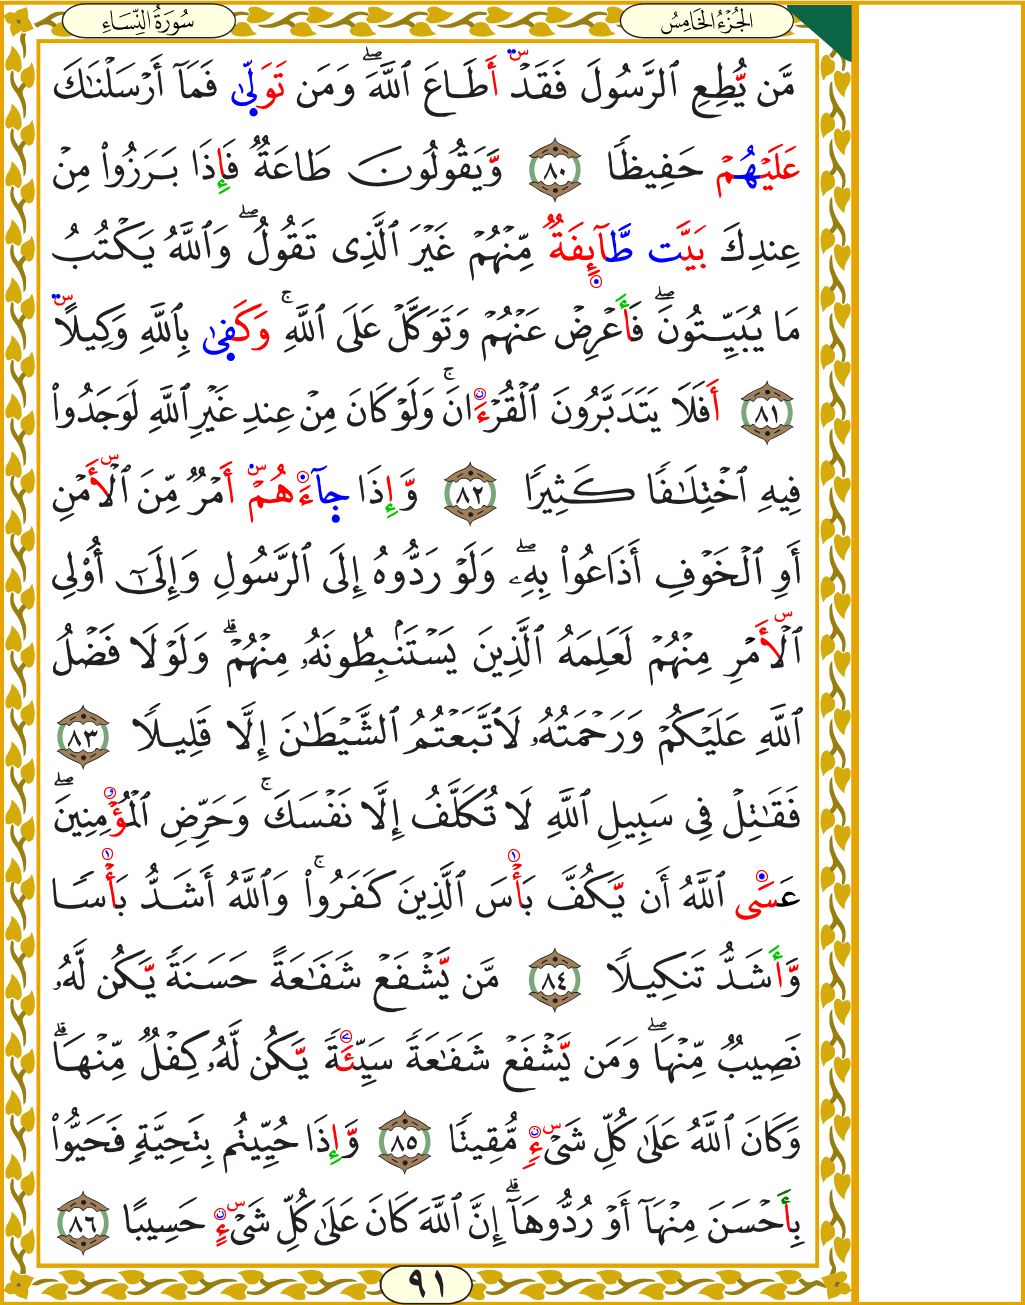 سُورَةُ النِّسَاءِ
الجُزْءُ الخَامِسُ
مَّن يُّطِعِ ٱلرَّسُولَ فَقَدْ أَطَاعَ ٱللَّهَۖ وَمَن تَوَلّٜىٰ فَمَآ أَرْسَلْنَٰكَ
عَلَيْهُمْ حَفِيظٗا ٨٠ وَّيَقُولُونَ طَاعَةٞ فَإِذَا بَرَزُواْ مِنْ
عِندِكَ بَيَّت طَّآئِفَةٞ مِّنْهُمْ غَيْرَ ٱلَّذِى تَقُولُۖ وَٱللَّهُ يَكْتُبُ
مَا يُبَيِّتُونَۖ فَأَعْرِضْ عَنْهُمْ وَتَوَكَّلْ عَلَى ٱللَّهِۚ وَكَفٜىٰ بِٱللَّهِ وَكِيلًا
٨١ أَفَلَا يَتَدَبَّرُونَ ٱلْقُرْءَانَۚ وَلَوْ كَانَ مِنْ عِندِ غَيْرِ ٱللَّهِ لَوَجَدُواْ
فِيهِ ٱخْتِلَٰفٗا كَثِيرٗا ٨٢ وَّإِذَا جٜآءَهُمْ أَمْرٞ مِّنَ ٱلْأَمْنِ
أَوِ ٱلْخَوْفِ أَذَاعُواْ بِهِۦۖ وَلَوْ رَدُّوهُ إِلَى ٱلرَّسُولِ وَإِلَىٰٓ أُوْلِى
ٱلْأَمْرِ مِنْهُمْ لَعَلِمَهُ ٱلَّذِينَ يَسْتَنۢبِطُونَهُۥ مِنْهُمْۗ وَلَوْلَا فَضْلُ
ٱللَّهِ عَلَيْكُمْ وَرَحْمَتُهُۥ لَٱتَّبَعْتُمُ ٱلشَّيْطَٰنَ إِلَّا قَلِيلٗا ٨٣
فَقَٰتِلْ فِى سَبِيلِ ٱللَّهِ لَا تُكَلَّفُ إِلَّا نَفْسَكَۚ وَحَرِّضِ ٱلْمُؤْمِنِينَۖ
عَسَى ٱللَّهُ أَن يَّكُفَّ بَأْسَ ٱلَّذِينَ كَفَرُواْۚ وَٱللَّهُ أَشَدُّ بَأْسٗا
وَّأَشَدُّ تَنكِيلٗا ٨٤ مَّن يَّشْفَعْ شَفَٰعَةً حَسَنَةٗ يَّكُن لَّهُۥ
نَصِيبٞ مِّنْهَاۖ وَمَن يَّشْفَعْ شَفَٰعَةٗ سَيِّئَةٗ يَّكُن لَّهُۥ كِفْلٞ مِّنْهَاۗ
وَكَانَ ٱللَّهُ عَلَىٰ كُلِّ شَىْءٖ مُّقِيتٗا ٨٥ وَّإِذَا حُيِّيتُم بِتَحِيَّةٖ فَحَيُّواْ
بِأَحْسَنَ مِنْهَآ أَوْ رُدُّوهَآۗ إِنَّ ٱللَّهَ كَانَ عَلَىٰ كُلِّ شَىْءٍ حَسِيبًا ٨٦
٩١